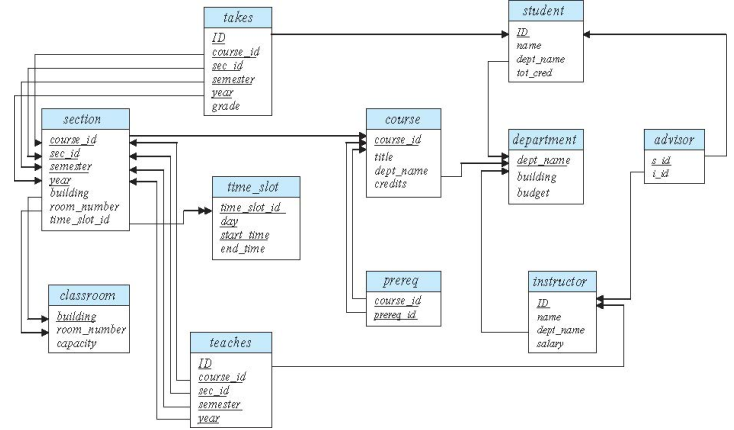 takes
ID
course_id
sec_id
semester
year
grade
student
ID
name
dept_name
tot_cred
section
course_id
sec_id
semester
year
building
room_number
time_slot_id
course
course_id
title
dept_name
credits
department
dept_name
building
budget
advisor
s_id
i_id
time_slot
time_slot_id
day
start_time
end_time
prereq
course_id
prereq_id
instructor
ID
name
dept_name
salary
classroom
building
room_number
capacity
teaches
ID
course_id
sec_id
semester
year